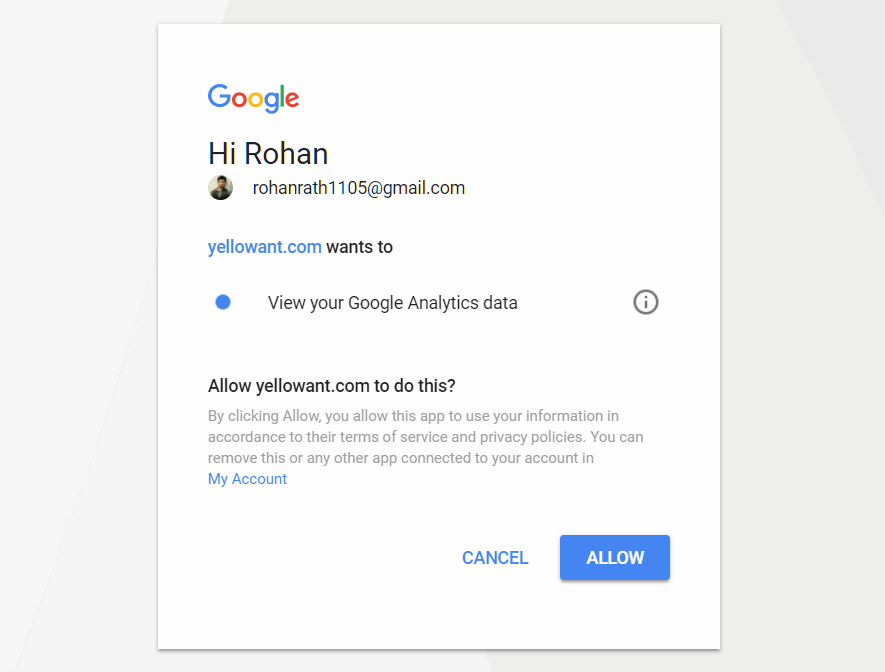 Google
Hi Rohan
rohanrath1105@gmail.com
yellowant.com wants to
View your Google Analytics data
Allow yellowant.com to do this?
By clicking Allow, you allow this app to use your information in
accordance to their terms of service and privacy policies. You can
remove this or any other app connected to your account in
My Account
CANCEL
ALLOW